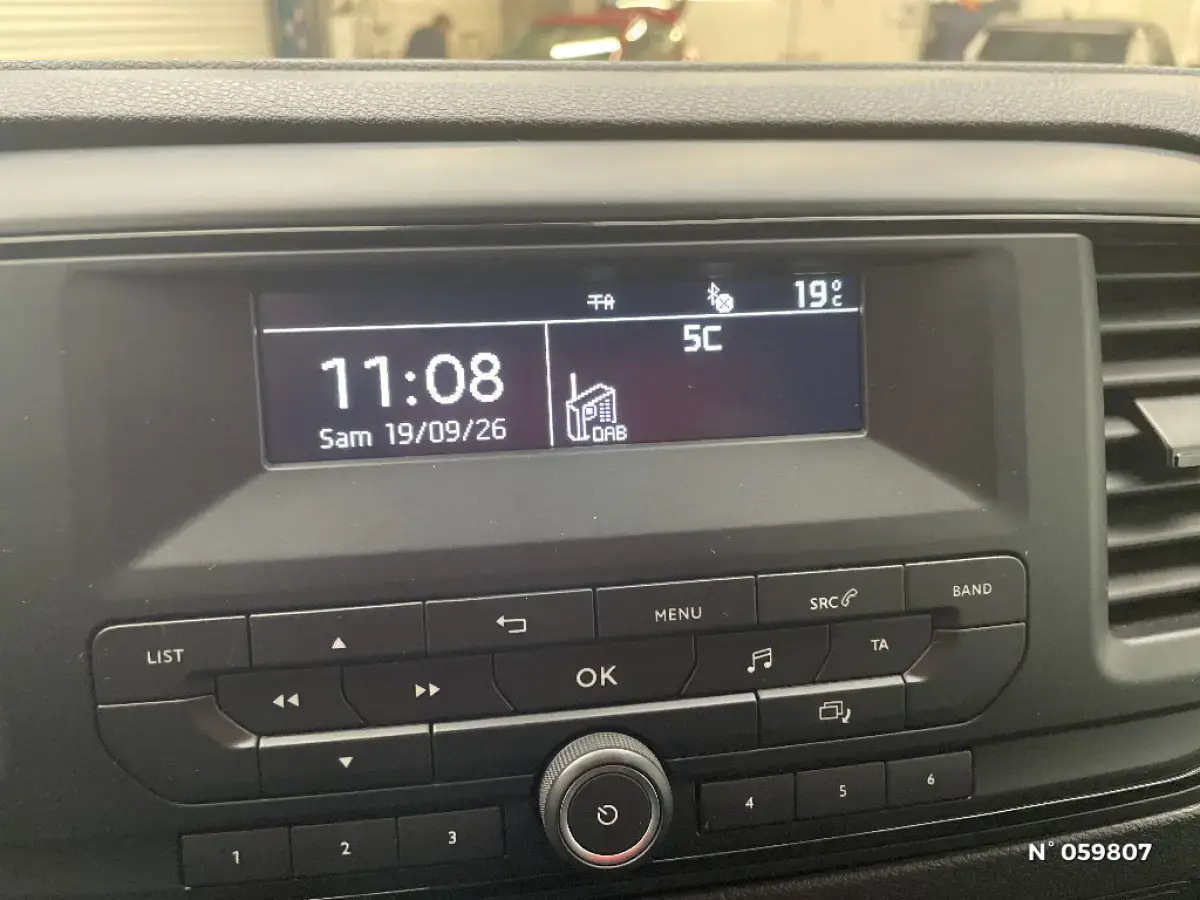 TA
19°C
5C
11:08
Sam 19/09/26
DAB
LIST
MENU
SRC
BAND
OK
TA
1
2
3
4
5
6
N° 059807